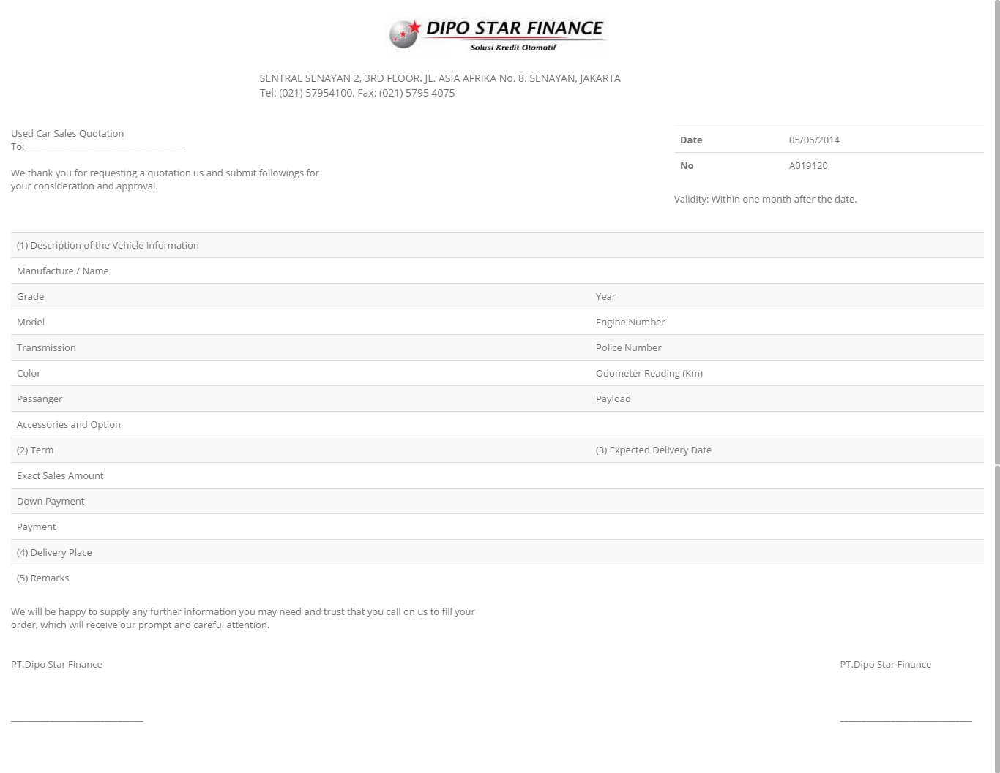 DIPO STAR FINANCE
Solusi Kredit Otomotif
SENTRAL SENAYAN 2, 3RD FLOOR. JL. ASIA AFRIKA No. 8. SENAYAN, JAKARTA
Tel: (021) 57954100, Fax: (021) 5795 4075
Used Car Sales Quotation
To:____________________________________
We thank you for requesting a quotation us and submit followings for
your consideration and approval.
Date 05/06/2014
No A019120
Validity: Within one month after the date.
(1) Description of the Vehicle Information
Manufacture / Name
Grade Year
Model Engine Number
Transmission Police Number
Color Odometer Reading (Km)
Passanger Payload
Accessories and Option
(2) Term (3) Expected Delivery Date
Exact Sales Amount
Down Payment
Payment
(4) Delivery Place
(5) Remarks
We will be happy to supply any further information you may need and trust that you call on us to fill your
order, which will receive our prompt and careful attention.
PT.Dipo Star Finance PT.Dipo Star Finance
______________________________ ______________________________